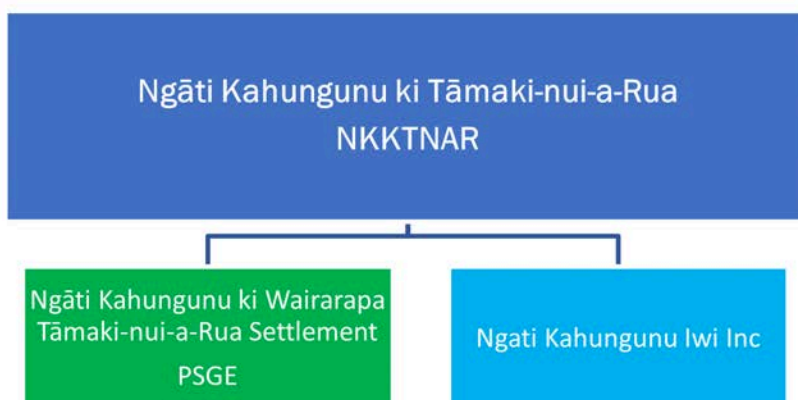 Ngāti Kahungunu ki Tāmaki-nui-a-Rua
NKKTNAR
Ngāti Kahungunu ki Wairarapa
Tāmaki-nui-a-Rua Settlement
PSGE
Ngati Kahungunu Iwi Inc